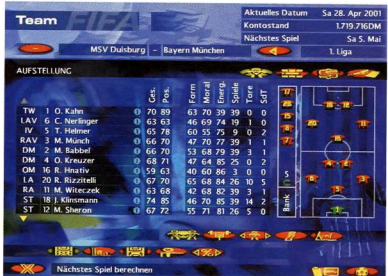 Team FIFA
Aktuelles Datum Sa 28. Apr 2001
Kontostand 1.719.716DM
Nächstes Spiel Sa 5. Mai
MSV Duisburg - Bayern München 1. Liga
AUFSTELLUNG
Ges. Pos. Form Moral Energ. Spiele Tore SdT
TW 1 O. Kahn 70 89 63 70 39 39 0 0
LAV 6 C. Nerlinger 63 63 46 69 74 19 1 0
IV 5 T. Helmer 65 78 60 55 75 9 0 2
RAV 3 M. Münch 66 70 47 70 77 39 1 1
DM 2 M. Babbel 66 70 53 68 79 39 3 1
DM 4 O. Kreuzer 68 71 47 64 85 25 0 2
OM 16 R. Hnativ 59 63 40 60 86 3 0 0
LA 20 R. Rizzitelli 67 70 65 68 84 26 10 5
RA 11 M. Witeczek 63 68 42 68 82 39 3 1
ST 18 J. Klinsmann 74 85 46 70 85 39 14 2
ST 12 M. Sheron 67 72 55 71 81 26 5 0
Bank
Nächstes Spiel berechnen